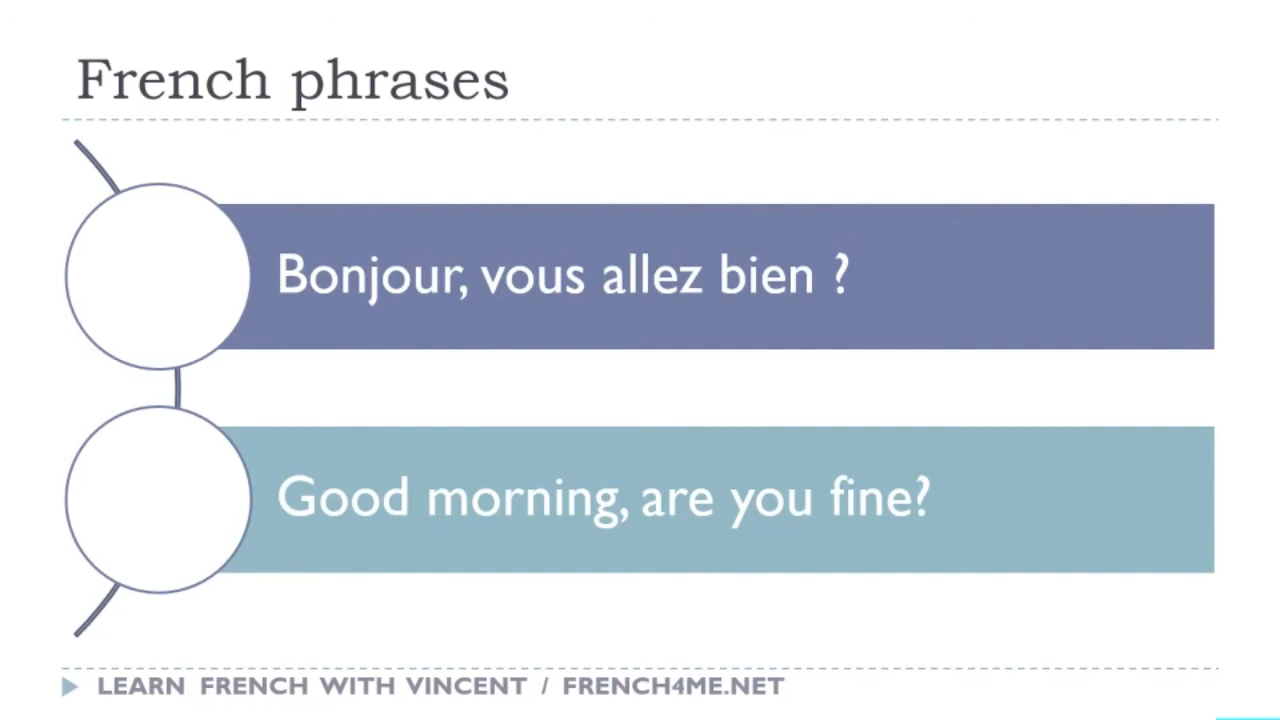 French phrases
Bonjour, vous allez bien ?
Good morning, are you fine?
LEARN FRENCH WITH VINCENT / FRENCH4ME.NET